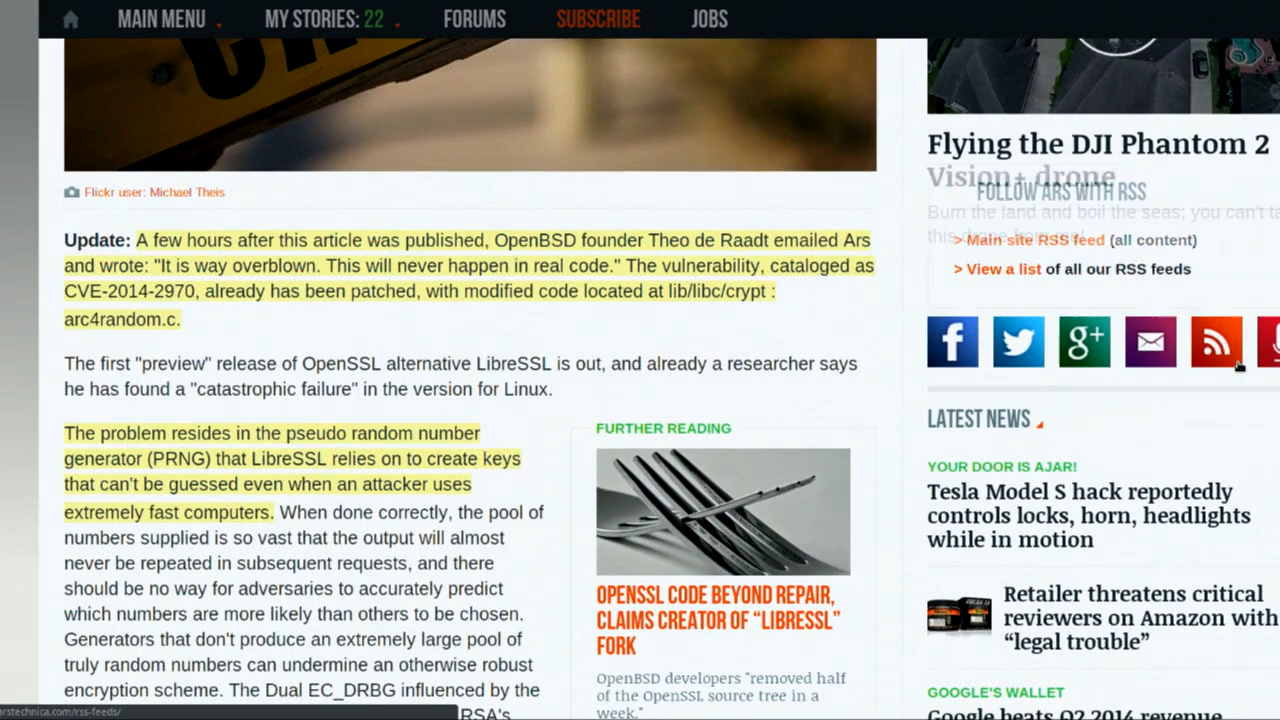 MAIN MENU
MY STORIES: 22
FORUMS
SUBSCRIBE
JOBS
Flickr user: Michael Theis
Update: A few hours after this article was published, OpenBSD founder Theo de Raadt emailed Ars
and wrote: "It is way overblown. This will never happen in real code." The vulnerability, cataloged as
CVE-2014-2970, already has been patched, with modified code located at lib/libc/crypt :
arc4random.c.
The first "preview" release of OpenSSL alternative LibreSSL is out, and already a researcher says
he has found a "catastrophic failure" in the version for Linux.
The problem resides in the pseudo random number
generator (PRNG) that LibreSSL relies on to create keys
that can't be guessed even when an attacker uses
extremely fast computers. When done correctly, the pool of
numbers supplied is so vast that the output will almost
never be repeated in subsequent requests, and there
should be no way for adversaries to accurately predict
which numbers are more likely than others to be chosen.
Generators that don't produce an extremely large pool of
truly random numbers can undermine an otherwise robust
encryption scheme. The Dual EC_DRBG influenced by the
RSA's
FURTHER READING
OPENSSL CODE BEYOND REPAIR,
CLAIMS CREATOR OF “LIBRESSL”
FORK
OpenBSD developers "removed half
of the OpenSSL source tree in a
week."
Flying the DJI Phantom 2
Vision+ drone
Burn the land and boil the seas; you can't
this drone from me!
FOLLOW ARS WITH RSS
> Main site RSS feed (all content)
> View a list of all our RSS feeds
f
g+
LATEST NEWS
YOUR DOOR IS AJAR!
Tesla Model S hack reportedly
controls locks, horn, headlights
while in motion
Retailer threatens critical
reviewers on Amazon with
“legal trouble”
GOOGLE'S WALLET
Google beats Q2 2014 revenue
arstechnica.com/rss-feeds/